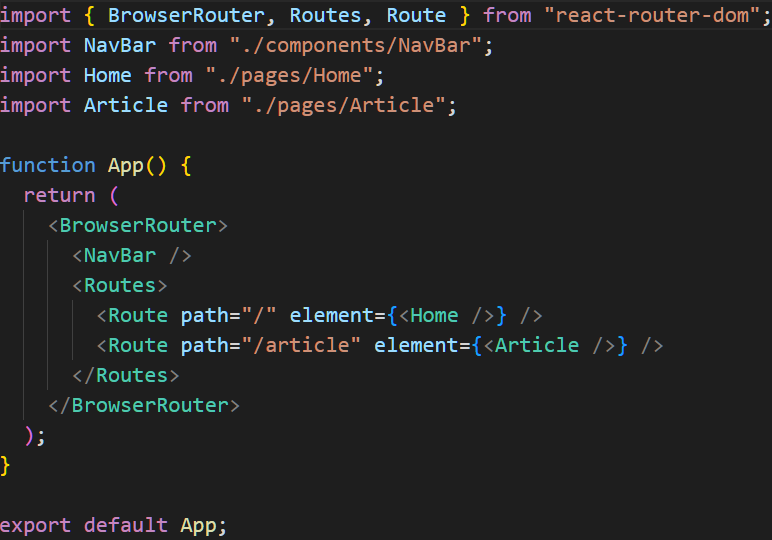 import { BrowserRouter, Routes, Route } from "react-router-dom";
import NavBar from "./components/NavBar";
import Home from "./pages/Home";
import Article from "./pages/Article";
function App() {
return (
<BrowserRouter>
<NavBar />
<Routes>
<Route path="/" element={<Home />} />
<Route path="/article" element={<Article />} />
</Routes>
</BrowserRouter>
);
}
export default App;